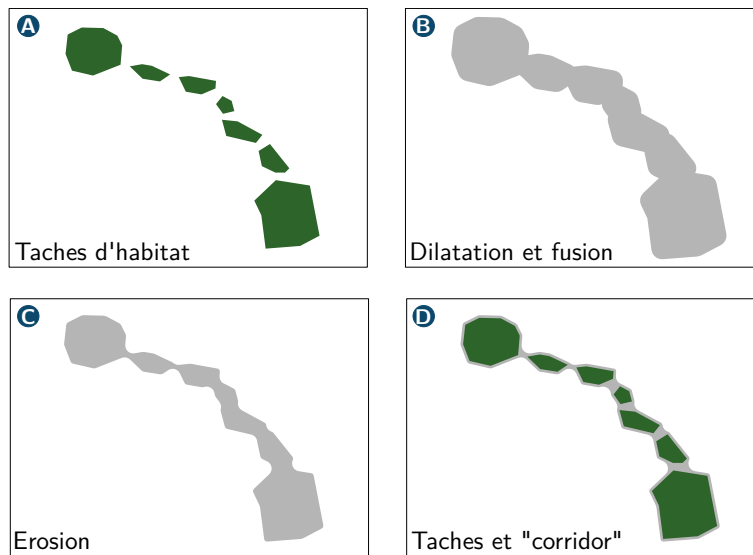 A
Taches d'habitat
B
Dilatation et fusion
C
Erosion
D
Taches et "corridor"